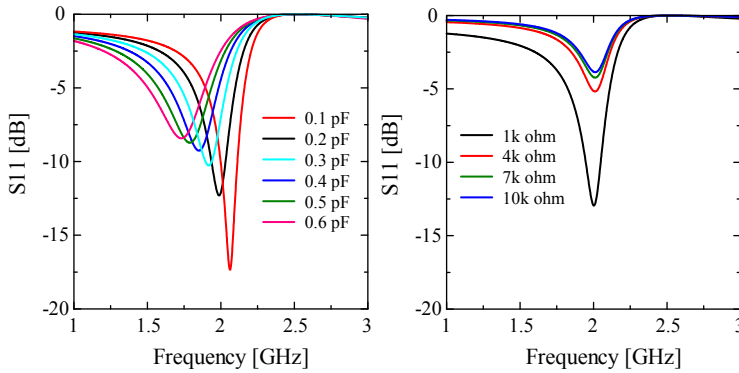 0
-5
-10
-15
-20
S11 [dB]
0.1 pF
0.2 pF
0.3 pF
0.4 pF
0.5 pF
0.6 pF
1
1.5
2
2.5
3
Frequency [GHz]
0
-5
-10
-15
-20
S11 [dB]
1k ohm
4k ohm
7k ohm
10k ohm
1
1.5
2
2.5
3
Frequency [GHz]